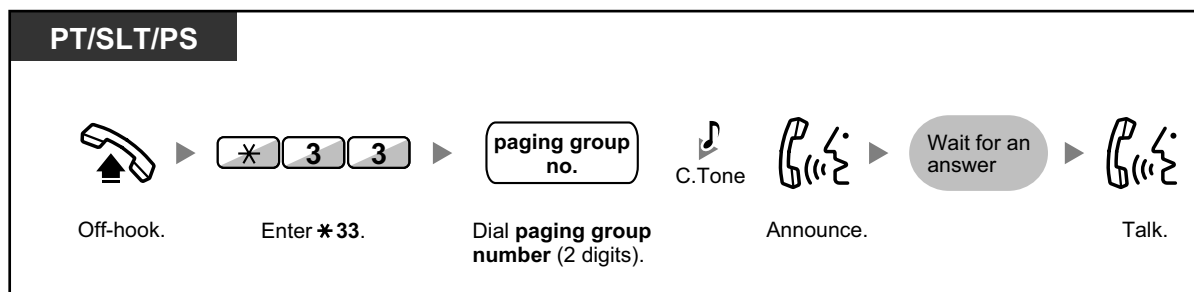 PT/SLT/PS
✳ 3 3
paging group
no.
C.Tone
Wait for an
answer
Off-hook.
Enter ✳33.
Dial paging group
number (2 digits).
Announce.
Talk.